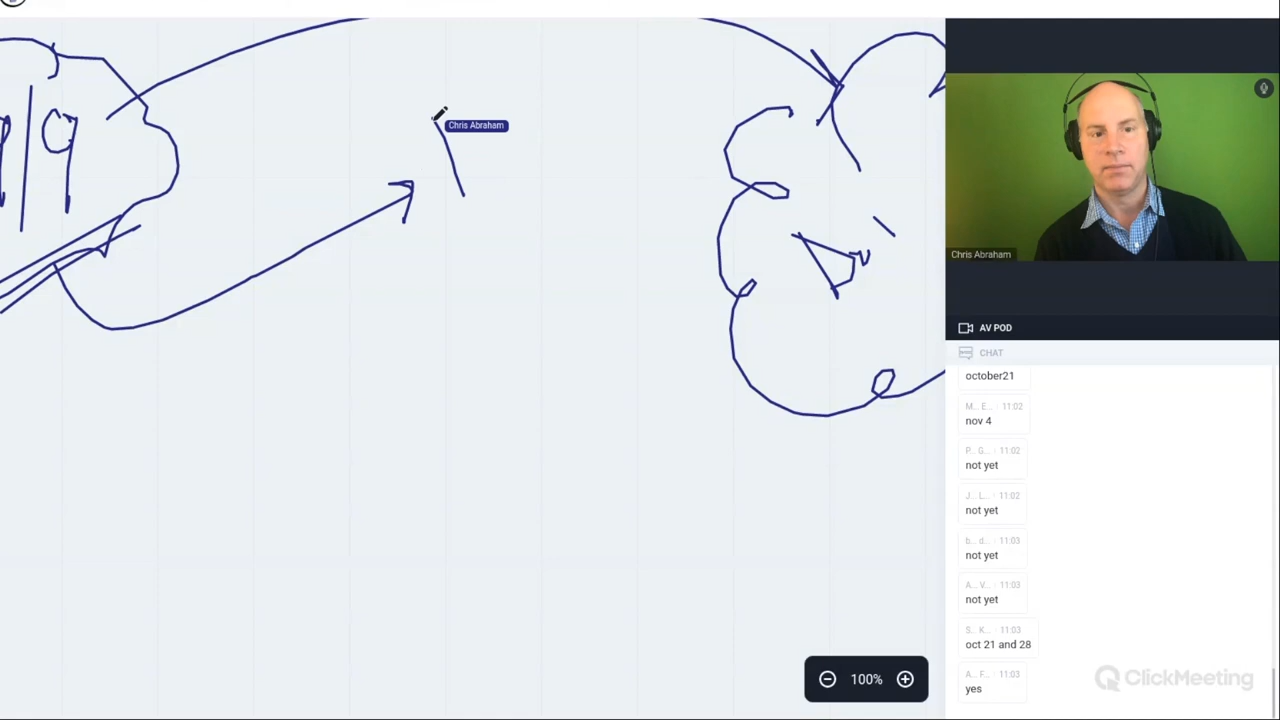 Chris Abraham
Chris Abraham
AV POD
CHAT
october21
M... E... 11:02
nov 4
P... G... 11:02
not yet
J... L... 11:02
not yet
b... d... 11:03
not yet
A... V... 11:03
not yet
S... K... 11:03
oct 21 and 28
A... F... 11:03
yes
100%
ClickMeeting